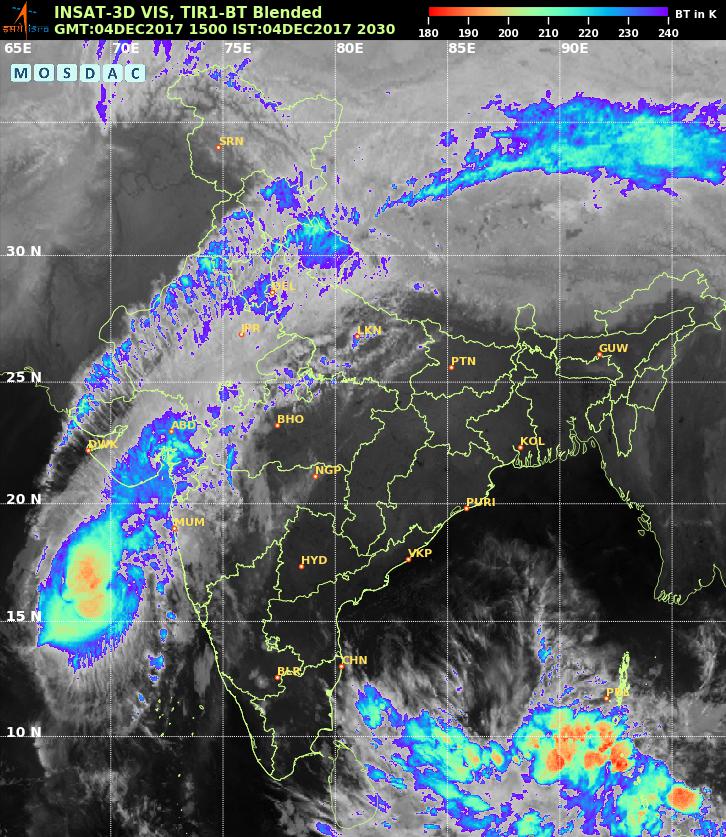 INSAT-3D VIS, TIR1-BT Blended
GMT:04DEC2017 1500 IST:04DEC2017 2030
BT in K
180 190 200 210 220 230 240
65E 70E 75E 80E 85E 90E
MOSDAC
SRN
30 N
DEL
JPR LKN
GUW
PTN
25 N
ABD BHO
DWK KOL
NGP
20 N PURI
MUM
HYD VKP
15 N
BLR CHN
PBL
10 N